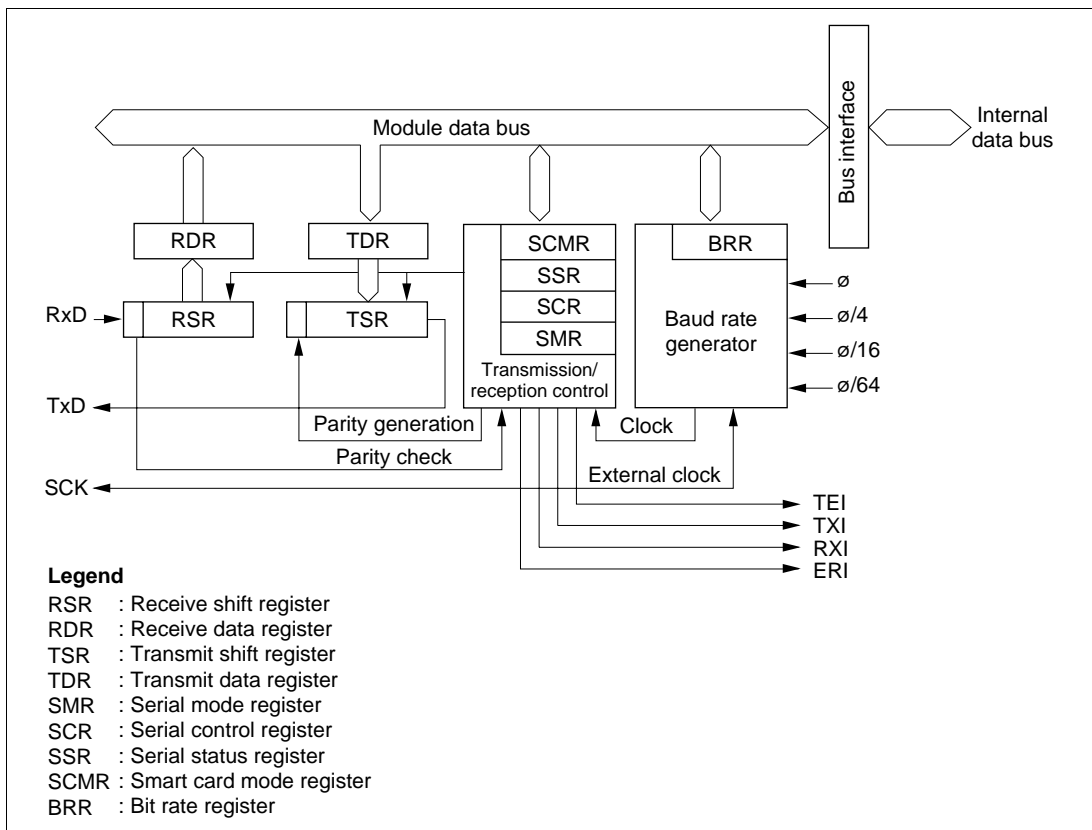 Module data bus
Bus interface
Internal
data bus
RDR
TDR
SCMR
BRR
SSR
SCR
SMR
RxD
RSR
TSR
Transmission/
reception control
Baud rate
generator
ø
ø/4
ø/16
ø/64
TxD
Parity generation
Clock
Parity check
SCK
External clock
TEI
TXI
RXI
ERI
Legend
RSR : Receive shift register
RDR : Receive data register
TSR : Transmit shift register
TDR : Transmit data register
SMR : Serial mode register
SCR : Serial control register
SSR : Serial status register
SCMR : Smart card mode register
BRR : Bit rate register